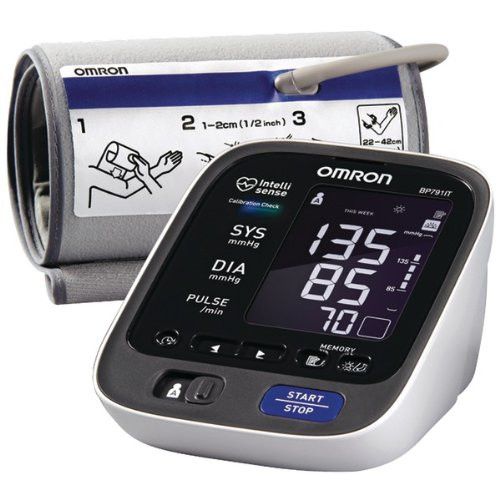 OMRON
1
2 1-2cm (1/2 inch) 3
22-42cm
Intelli
sense
Calibration Check
OMRON
BP791IT
A
THIS WEEK
SYS
mmHg
135
mmHg
135
DIA
mmHg
85
85
PULSE
/min
70
MEMORY
A
START
STOP